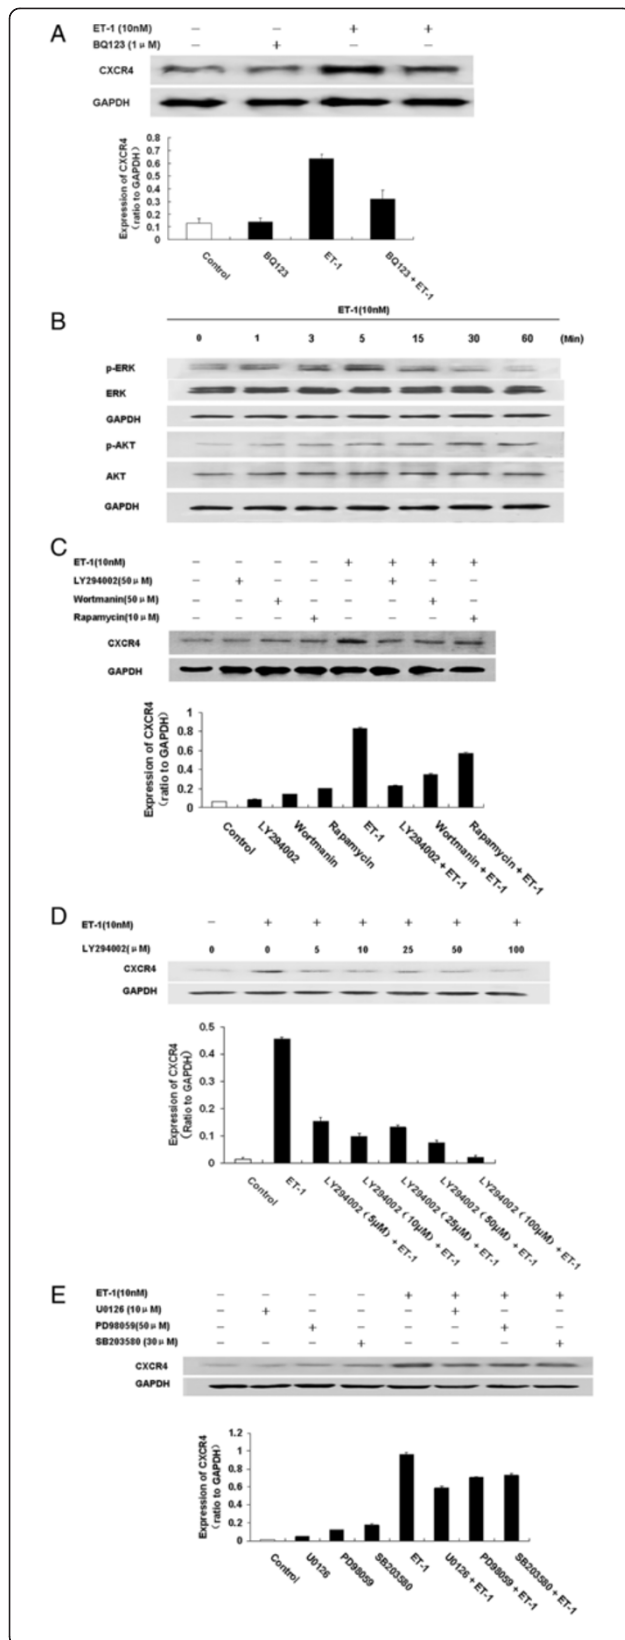 A
ET-1 (10nM) – – + +
BQ123 (1 μM) – + – +
CXCR4
GAPDH
Expression of CXCR4
(ratio to GAPDH)
0.8
0.7
0.6
0.5
0.4
0.3
0.2
0.1
0
Control
BQ123
ET-1
BQ123 + ET-1
B
ET-1(10nM)
0 1 3 5 15 30 60 (Min)
p-ERK
ERK
GAPDH
p-AKT
AKT
GAPDH
C
ET-1(10nM) – – – – + + + +
LY294002(50 μ M) – + – – – + – –
Wortmanin(50 μ M) – – + – – – + –
Rapamycin(10 μ M) – – – + – – – +
CXCR4
GAPDH
Expression of CXCR4
(ratio to GAPDH)
1
0.8
0.6
0.4
0.2
0
Control
LY294002
Wortmanin
Rapamycin
ET-1
LY294002 + ET-1
Wortmanin + ET-1
Rapamycin + ET-1
D
ET-1(10nM) – + + + + + +
LY294002(μ M) 0 0 5 10 25 50 100
CXCR4
GAPDH
Expression of CXCR4
(Ratio to GAPDH)
0.5
0.4
0.3
0.2
0.1
0
Control
ET-1
LY294002 (5μM) + ET-1
LY294002 (10μM) + ET-1
LY294002 (25μM) + ET-1
LY294002 (50μM) + ET-1
LY294002 (100μM) + ET-1
E
ET-1(10nM) – – – – + + + +
U0126 (10 μ M) – + – – – + – –
PD98059(50 μ M) – – + – – – + –
SB203580 (30 μ M) – – – + – – – +
CXCR4
GAPDH
Expression of CXCR4
(ratio to GAPDH)
1.2
1
0.8
0.6
0.4
0.2
0
Control
U0126
PD98059
SB203580
ET-1
U0126 + ET-1
PD98059 + ET-1
SB203580 + ET-1